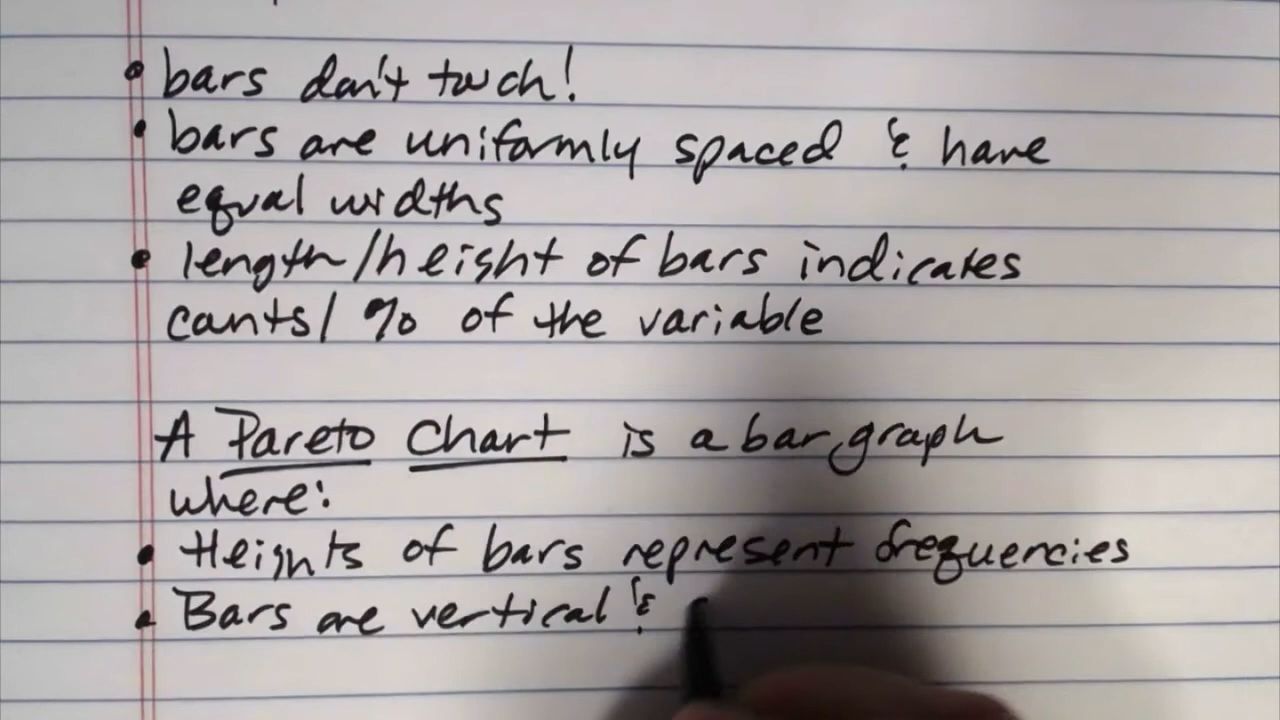 • bars don't touch!
• bars are uniformly spaced & have
equal widths
• length/height of bars indicates
counts/% of the variable
A Pareto Chart is a bar graph
where:
• Heights of bars represent frequencies
• Bars are vertical &